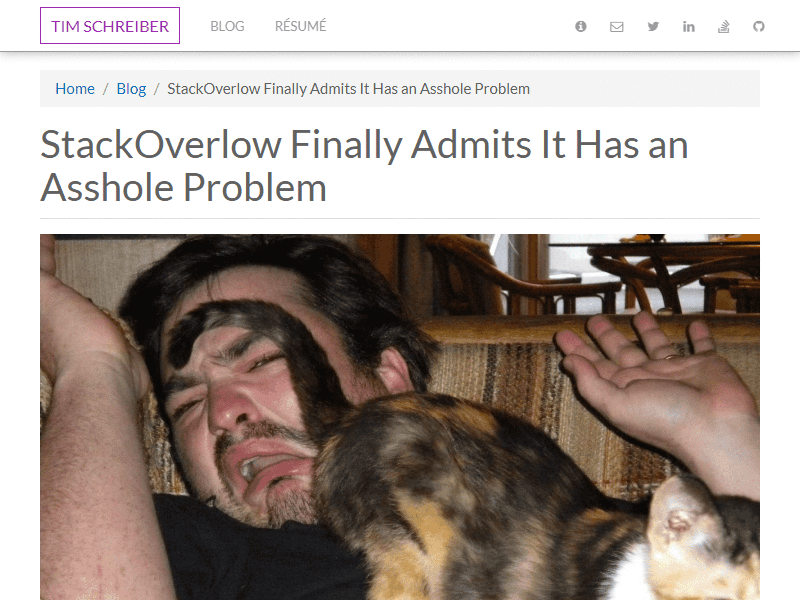 TIM SCHREIBER
BLOG
RÉSUMÉ
Home / Blog / StackOverlow Finally Admits It Has an Asshole Problem
StackOverlow Finally Admits It Has an
Asshole Problem